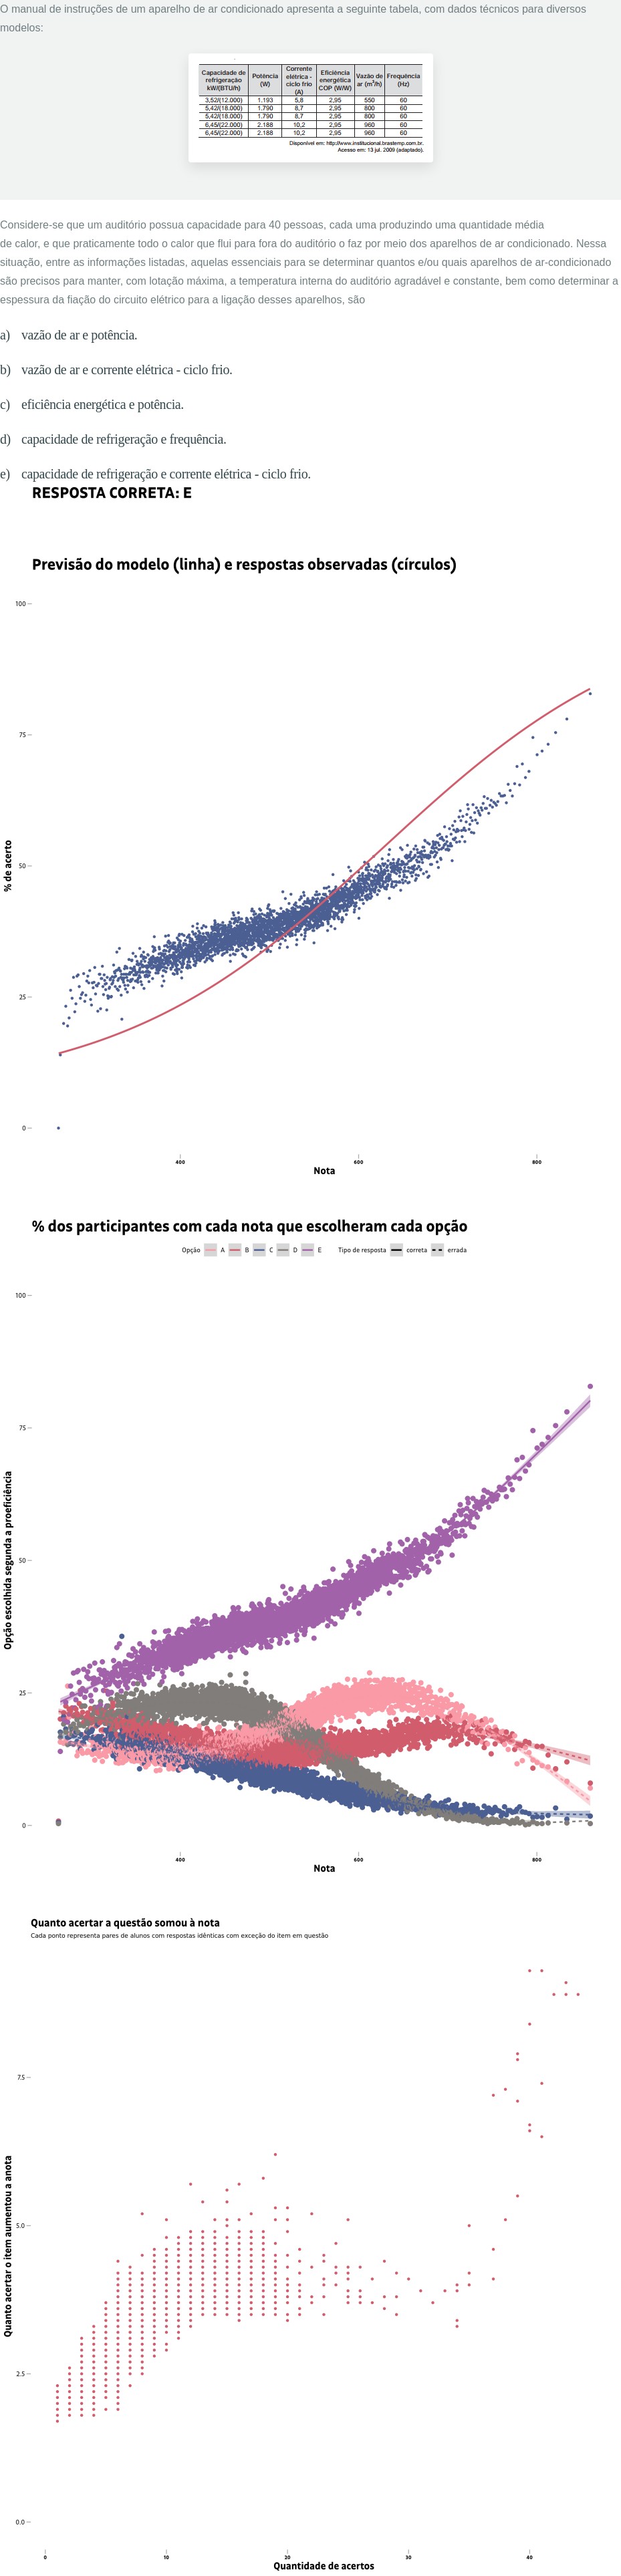 O manual de instruções de um aparelho de ar condicionado apresenta a seguinte tabela, com dados técnicos para diversos
modelos:
Capacidade de refrigeração kW/(BTU/h) Potência (W) Corrente elétrica - ciclo frio (A) Eficiência energética COP (W/W) Vazão de ar (m³/h) Frequência (Hz)
3,52/(12.000) 1.193 5,8 2,95 550 60
5,42/(18.000) 1.790 8,7 2,95 800 60
5,42/(18.000) 1.790 8,7 2,95 800 60
6,45/(22.000) 2.188 10,2 2,95 960 60
6,45/(22.000) 2.188 10,2 2,95 960 60
Disponível em: http://www.institucional.brastemp.com.br.
Acesso em: 13 jul. 2009 (adaptado).
Considere-se que um auditório possua capacidade para 40 pessoas, cada uma produzindo uma quantidade média
de calor, e que praticamente todo o calor que flui para fora do auditório o faz por meio dos aparelhos de ar condicionado. Nessa
situação, entre as informações listadas, aquelas essenciais para se determinar quantos e/ou quais aparelhos de ar-condicionado
são precisos para manter, com lotação máxima, a temperatura interna do auditório agradável e constante, bem como determinar a
espessura da fiação do circuito elétrico para a ligação desses aparelhos, são
a) vazão de ar e potência.
b) vazão de ar e corrente elétrica - ciclo frio.
c) eficiência energética e potência.
d) capacidade de refrigeração e frequência.
e) capacidade de refrigeração e corrente elétrica - ciclo frio.
RESPOSTA CORRETA: E
Previsão do modelo (linha) e respostas observadas (círculos)
100
75
50
25
0
% de acerto
400 600 800
Nota
% dos participantes com cada nota que escolheram cada opção
Opção A B C D E Tipo de resposta correta errada
100
75
50
25
0
Opção escolhida segunda a proeficiência
400 600 800
Nota
Quanto acertar a questão somou à nota
Cada ponto representa pares de alunos com respostas idênticas com exceção do item em questão
7.5
5.0
2.5
0.0
Quanto acertar o item aumentou a anota
0 10 20 30 40
Quantidade de acertos